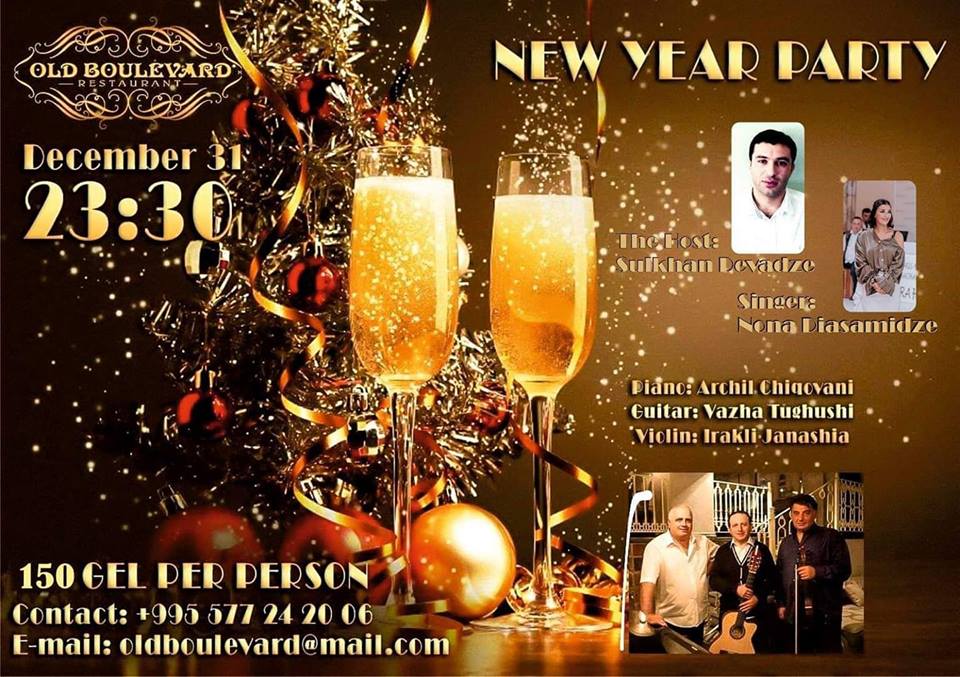 OLD BOULEVARD
RESTAURANT
NEW YEAR PARTY
December 31
23:30
The Host:
Sulkhan Devadze
Singer:
Nona Diasamidze
Piano: Archil Chiqovani
Guitar: Vazha Tughushi
Violin: Irakli Janashia
150 GEL PER PERSON
Contact: +995 577 24 20 06
E-mail: oldboulevard@mail.com